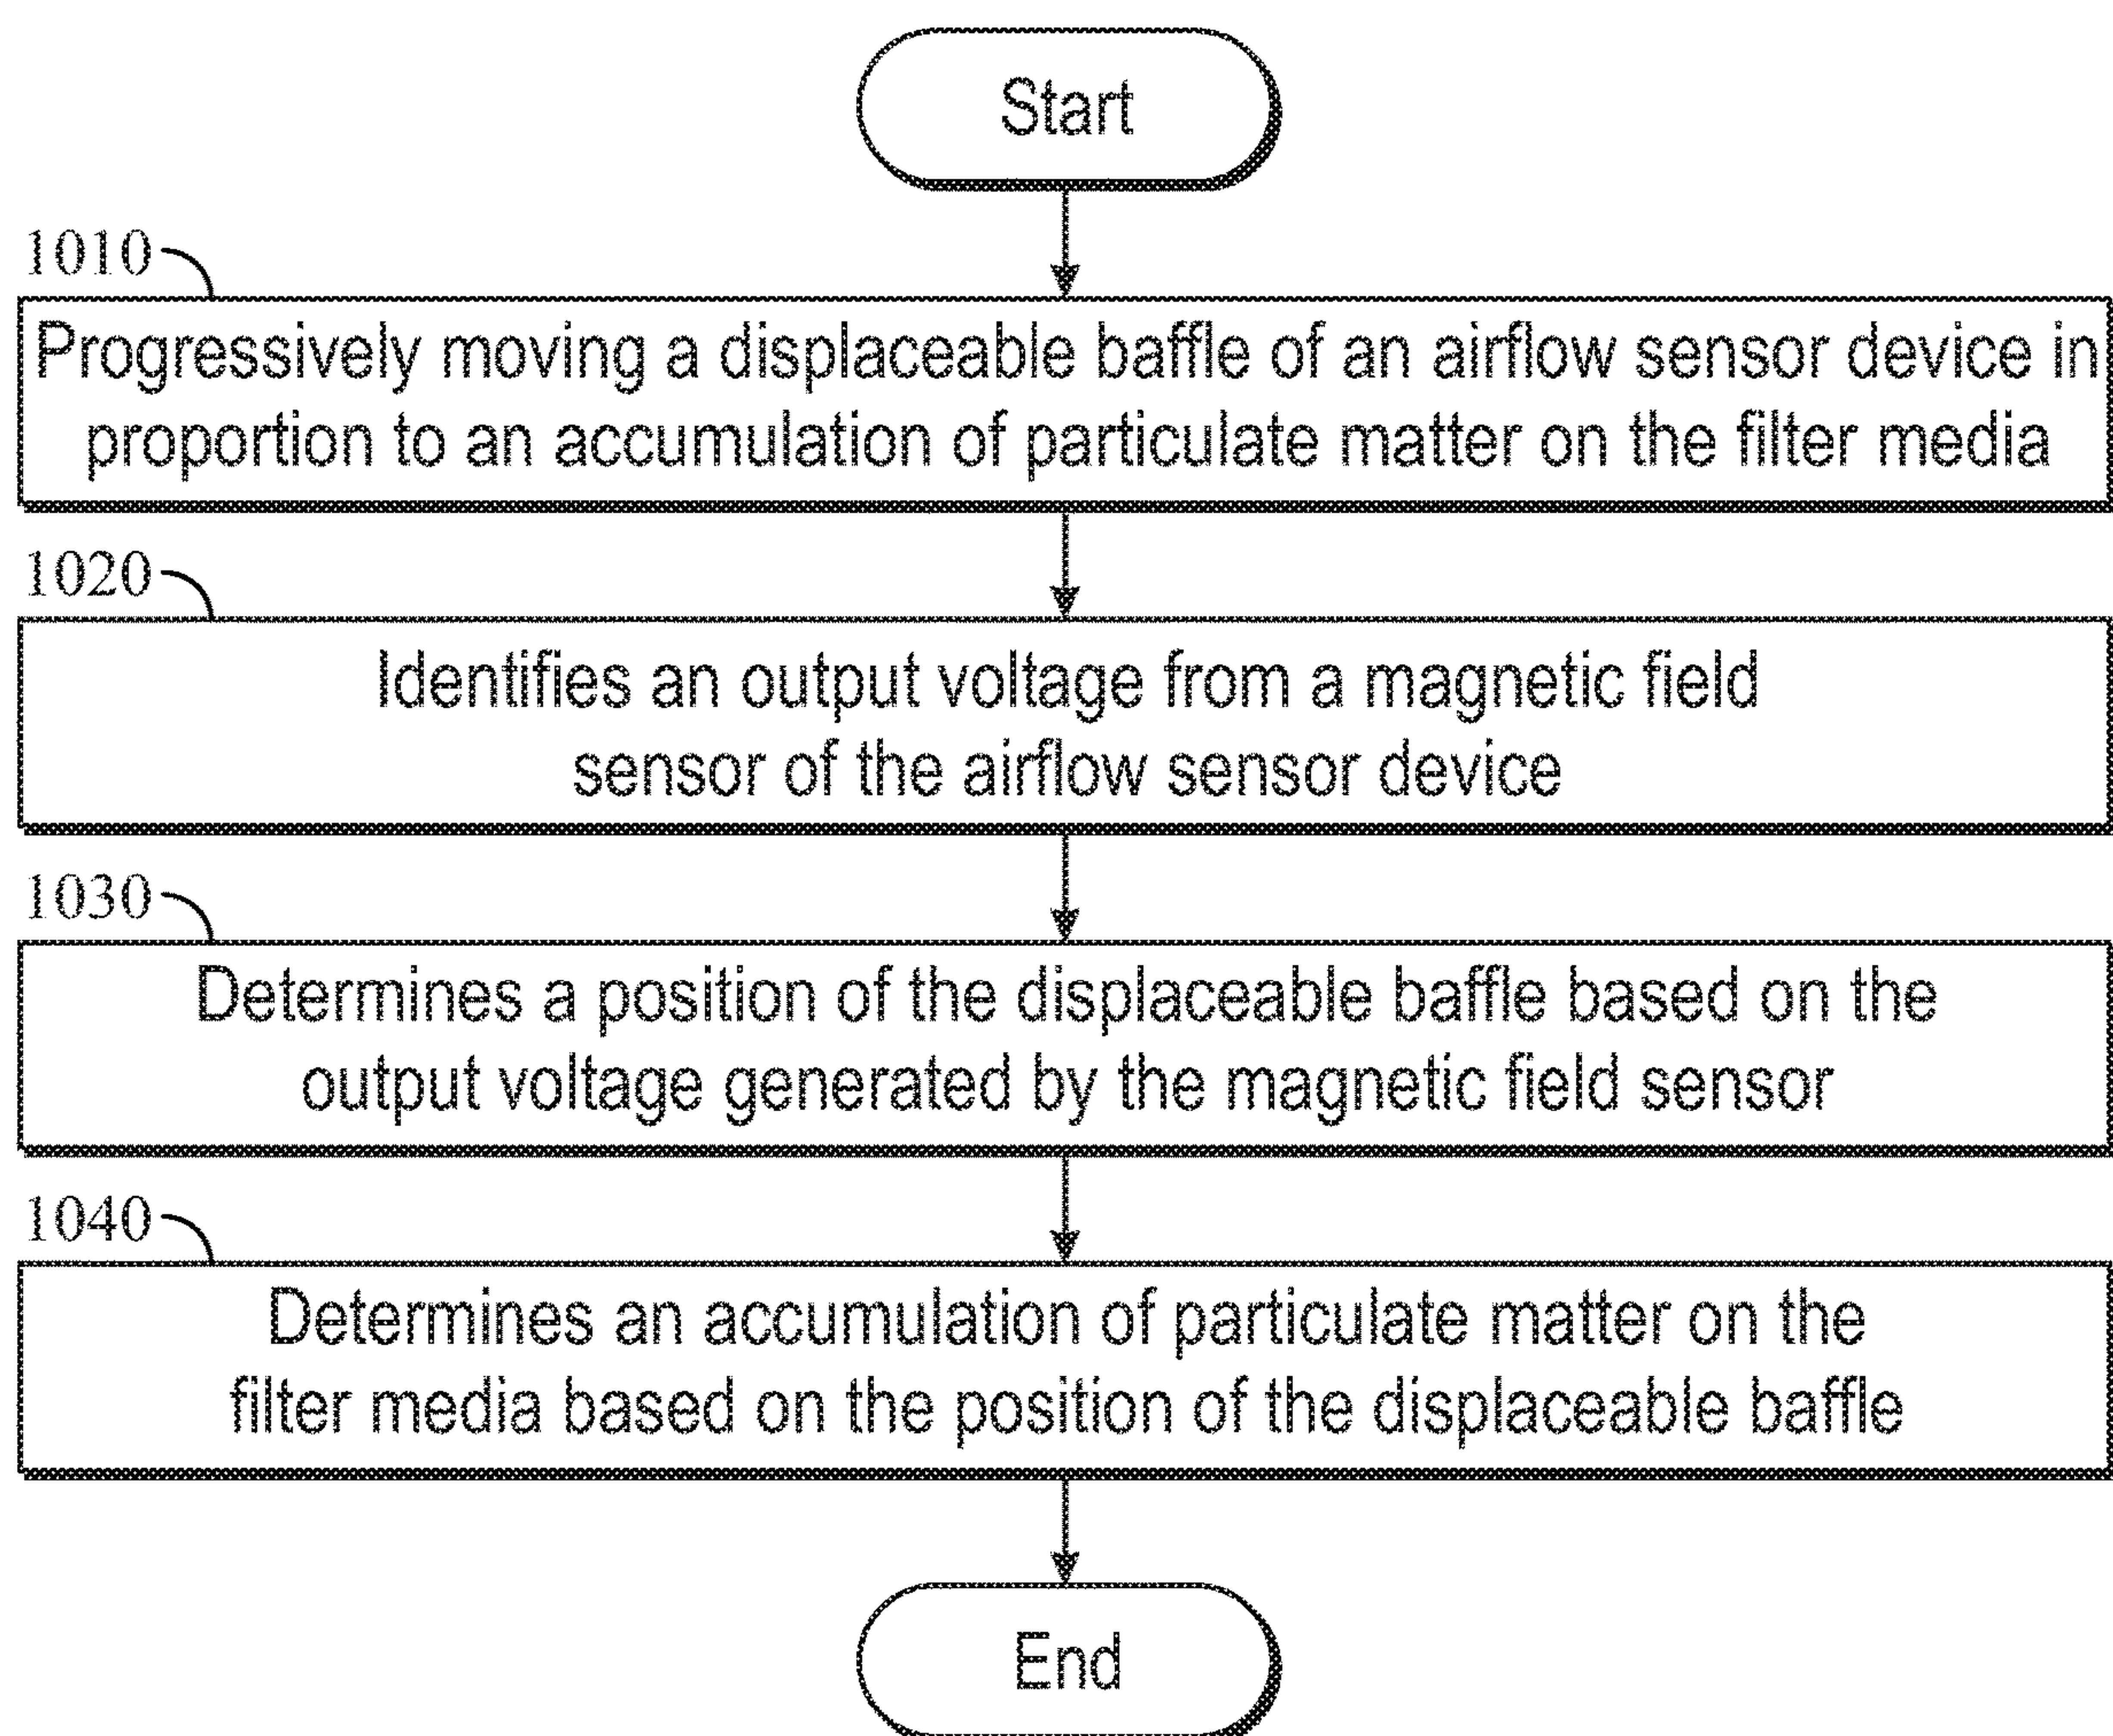 Start
1010
Progressively moving a displaceable baffle of an airflow sensor device in
proportion to an accumulation of particulate matter on the filter media
1020
Identifies an output voltage from a magnetic field
sensor of the airflow sensor device
1030
Determines a position of the displaceable baffle based on the
output voltage generated by the magnetic field sensor
1040
Determines an accumulation of particulate matter on the
filter media based on the position of the displaceable baffle
End